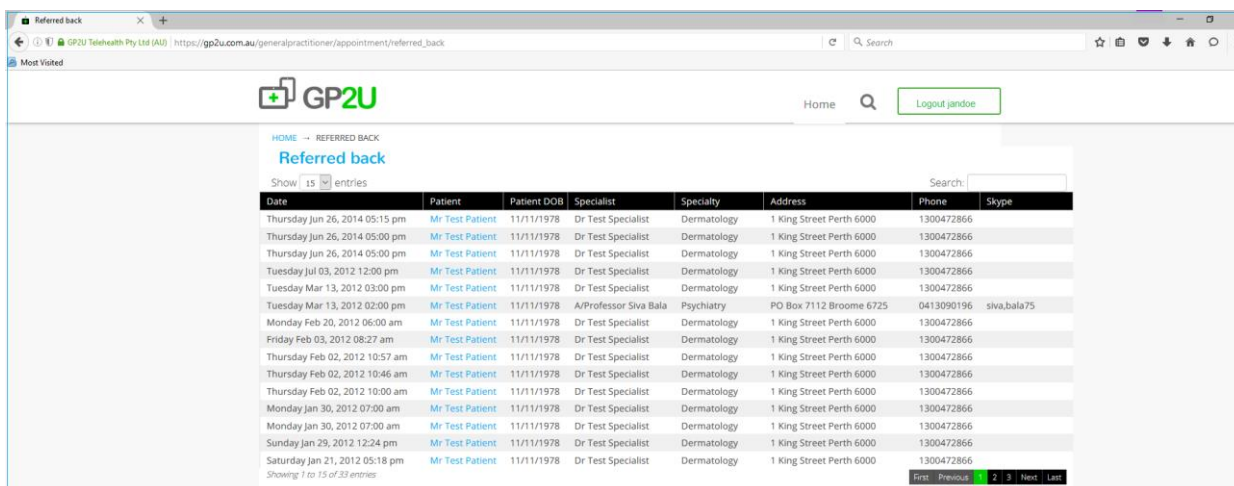 Referred back
GP2U Telehealth Pty Ltd (AU) https://gp2u.com.au/generalpractitioner/appointment/referred_back Search
Most Visited
GP2U Home Logout jandoe
HOME → REFERRED BACK
Referred back
Show 15 entries Search:
Date Patient Patient DOB Specialist Specialty Address Phone Skype
Thursday Jun 26, 2014 05:15 pm Mr Test Patient 11/11/1978 Dr Test Specialist Dermatology 1 King Street Perth 6000 1300472866
Thursday Jun 26, 2014 05:00 pm Mr Test Patient 11/11/1978 Dr Test Specialist Dermatology 1 King Street Perth 6000 1300472866
Thursday Jun 26, 2014 05:00 pm Mr Test Patient 11/11/1978 Dr Test Specialist Dermatology 1 King Street Perth 6000 1300472866
Tuesday Jul 03, 2012 12:00 pm Mr Test Patient 11/11/1978 Dr Test Specialist Dermatology 1 King Street Perth 6000 1300472866
Tuesday Mar 13, 2012 03:00 pm Mr Test Patient 11/11/1978 Dr Test Specialist Dermatology 1 King Street Perth 6000 1300472866
Tuesday Mar 13, 2012 02:00 pm Mr Test Patient 11/11/1978 A/Professor Siva Bala Psychiatry PO Box 7112 Broome 6725 0413090196 siva,bala75
Monday Feb 20, 2012 06:00 am Mr Test Patient 11/11/1978 Dr Test Specialist Dermatology 1 King Street Perth 6000 1300472866
Friday Feb 03, 2012 08:27 am Mr Test Patient 11/11/1978 Dr Test Specialist Dermatology 1 King Street Perth 6000 1300472866
Thursday Feb 02, 2012 10:57 am Mr Test Patient 11/11/1978 Dr Test Specialist Dermatology 1 King Street Perth 6000 1300472866
Thursday Feb 02, 2012 10:46 am Mr Test Patient 11/11/1978 Dr Test Specialist Dermatology 1 King Street Perth 6000 1300472866
Thursday Feb 02, 2012 10:00 am Mr Test Patient 11/11/1978 Dr Test Specialist Dermatology 1 King Street Perth 6000 1300472866
Monday Jan 30, 2012 07:00 am Mr Test Patient 11/11/1978 Dr Test Specialist Dermatology 1 King Street Perth 6000 1300472866
Monday Jan 30, 2012 07:00 am Mr Test Patient 11/11/1978 Dr Test Specialist Dermatology 1 King Street Perth 6000 1300472866
Sunday Jan 29, 2012 12:24 pm Mr Test Patient 11/11/1978 Dr Test Specialist Dermatology 1 King Street Perth 6000 1300472866
Saturday Jan 21, 2012 05:18 pm Mr Test Patient 11/11/1978 Dr Test Specialist Dermatology 1 King Street Perth 6000 1300472866
Showing 1 to 15 of 33 entries First Previous 1 2 3 Next Last